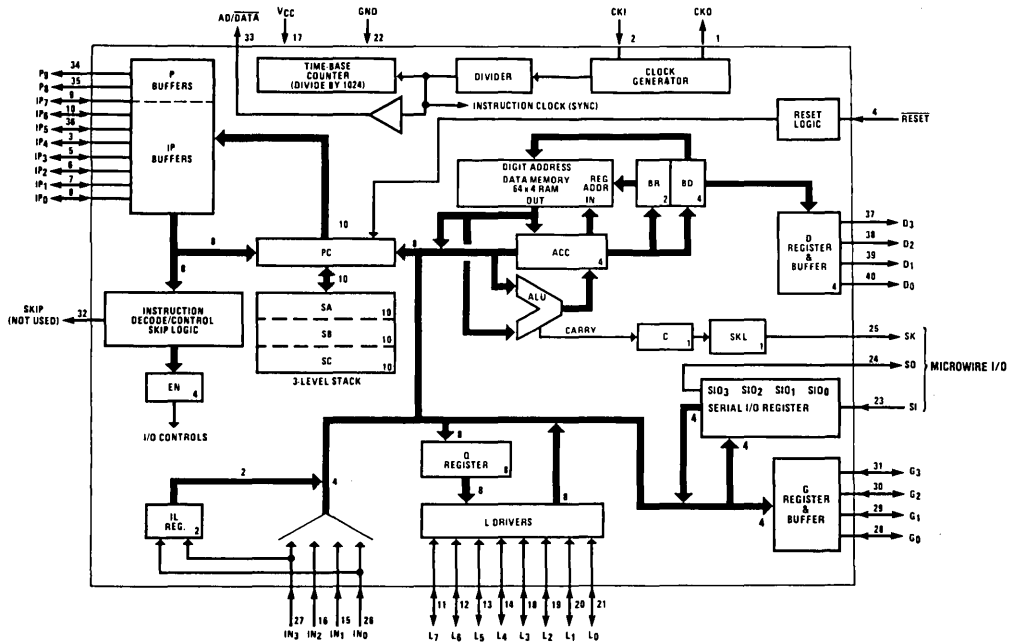 AD/DATA
VCC
GND
CKI
CKO
33
17
22
2
1
P9
34
P8
35
IP7
9
IP6
10
IP5
36
IP4
3
IP3
5
IP2
6
IP1
7
IP0
8
P
BUFFERS
IP
BUFFERS
TIME-BASE
COUNTER
(DIVIDE BY 1024)
DIVIDER
CLOCK
GENERATOR
INSTRUCTION CLOCK (SYNC)
RESET
LOGIC
4
RESET
DIGIT ADDRESS
DATA MEMORY
64 x 4 RAM
REG
ADDR
OUT
IN
BR
2
BD
4
10
8
PC
8
ACC
4
D
REGISTER
&
BUFFER
4
37
D3
38
D2
39
D1
40
D0
8
10
INSTRUCTION
DECODE/CONTROL
SKIP LOGIC
SKIP
(NOT USED)
32
SA
10
SB
10
SC
10
3-LEVEL STACK
ALU
CARRY
C
1
SKL
1
25
SK
24
SO
MICROWIRE I/O
23
SI
EN
4
I/O CONTROLS
SIO3 SIO2 SIO1 SIO0
SERIAL I/O REGISTER
4
4
8
Q
REGISTER
8
8
8
2
4
IL
REG.
2
L DRIVERS
4
G
REGISTER
&
BUFFER
31
G3
30
G2
29
G1
28
G0
27
16
15
26
IN3
IN2
IN1
IN0
11
12
13
14
18
19
20
21
L7
L6
L5
L4
L3
L2
L1
L0